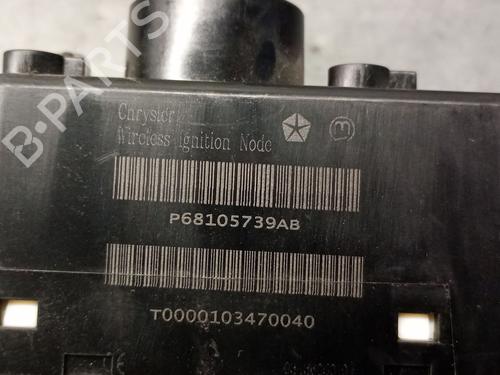 B-PARTS
Chrysler
Wireless Ignition Node
P68105739AB
T0000103470040